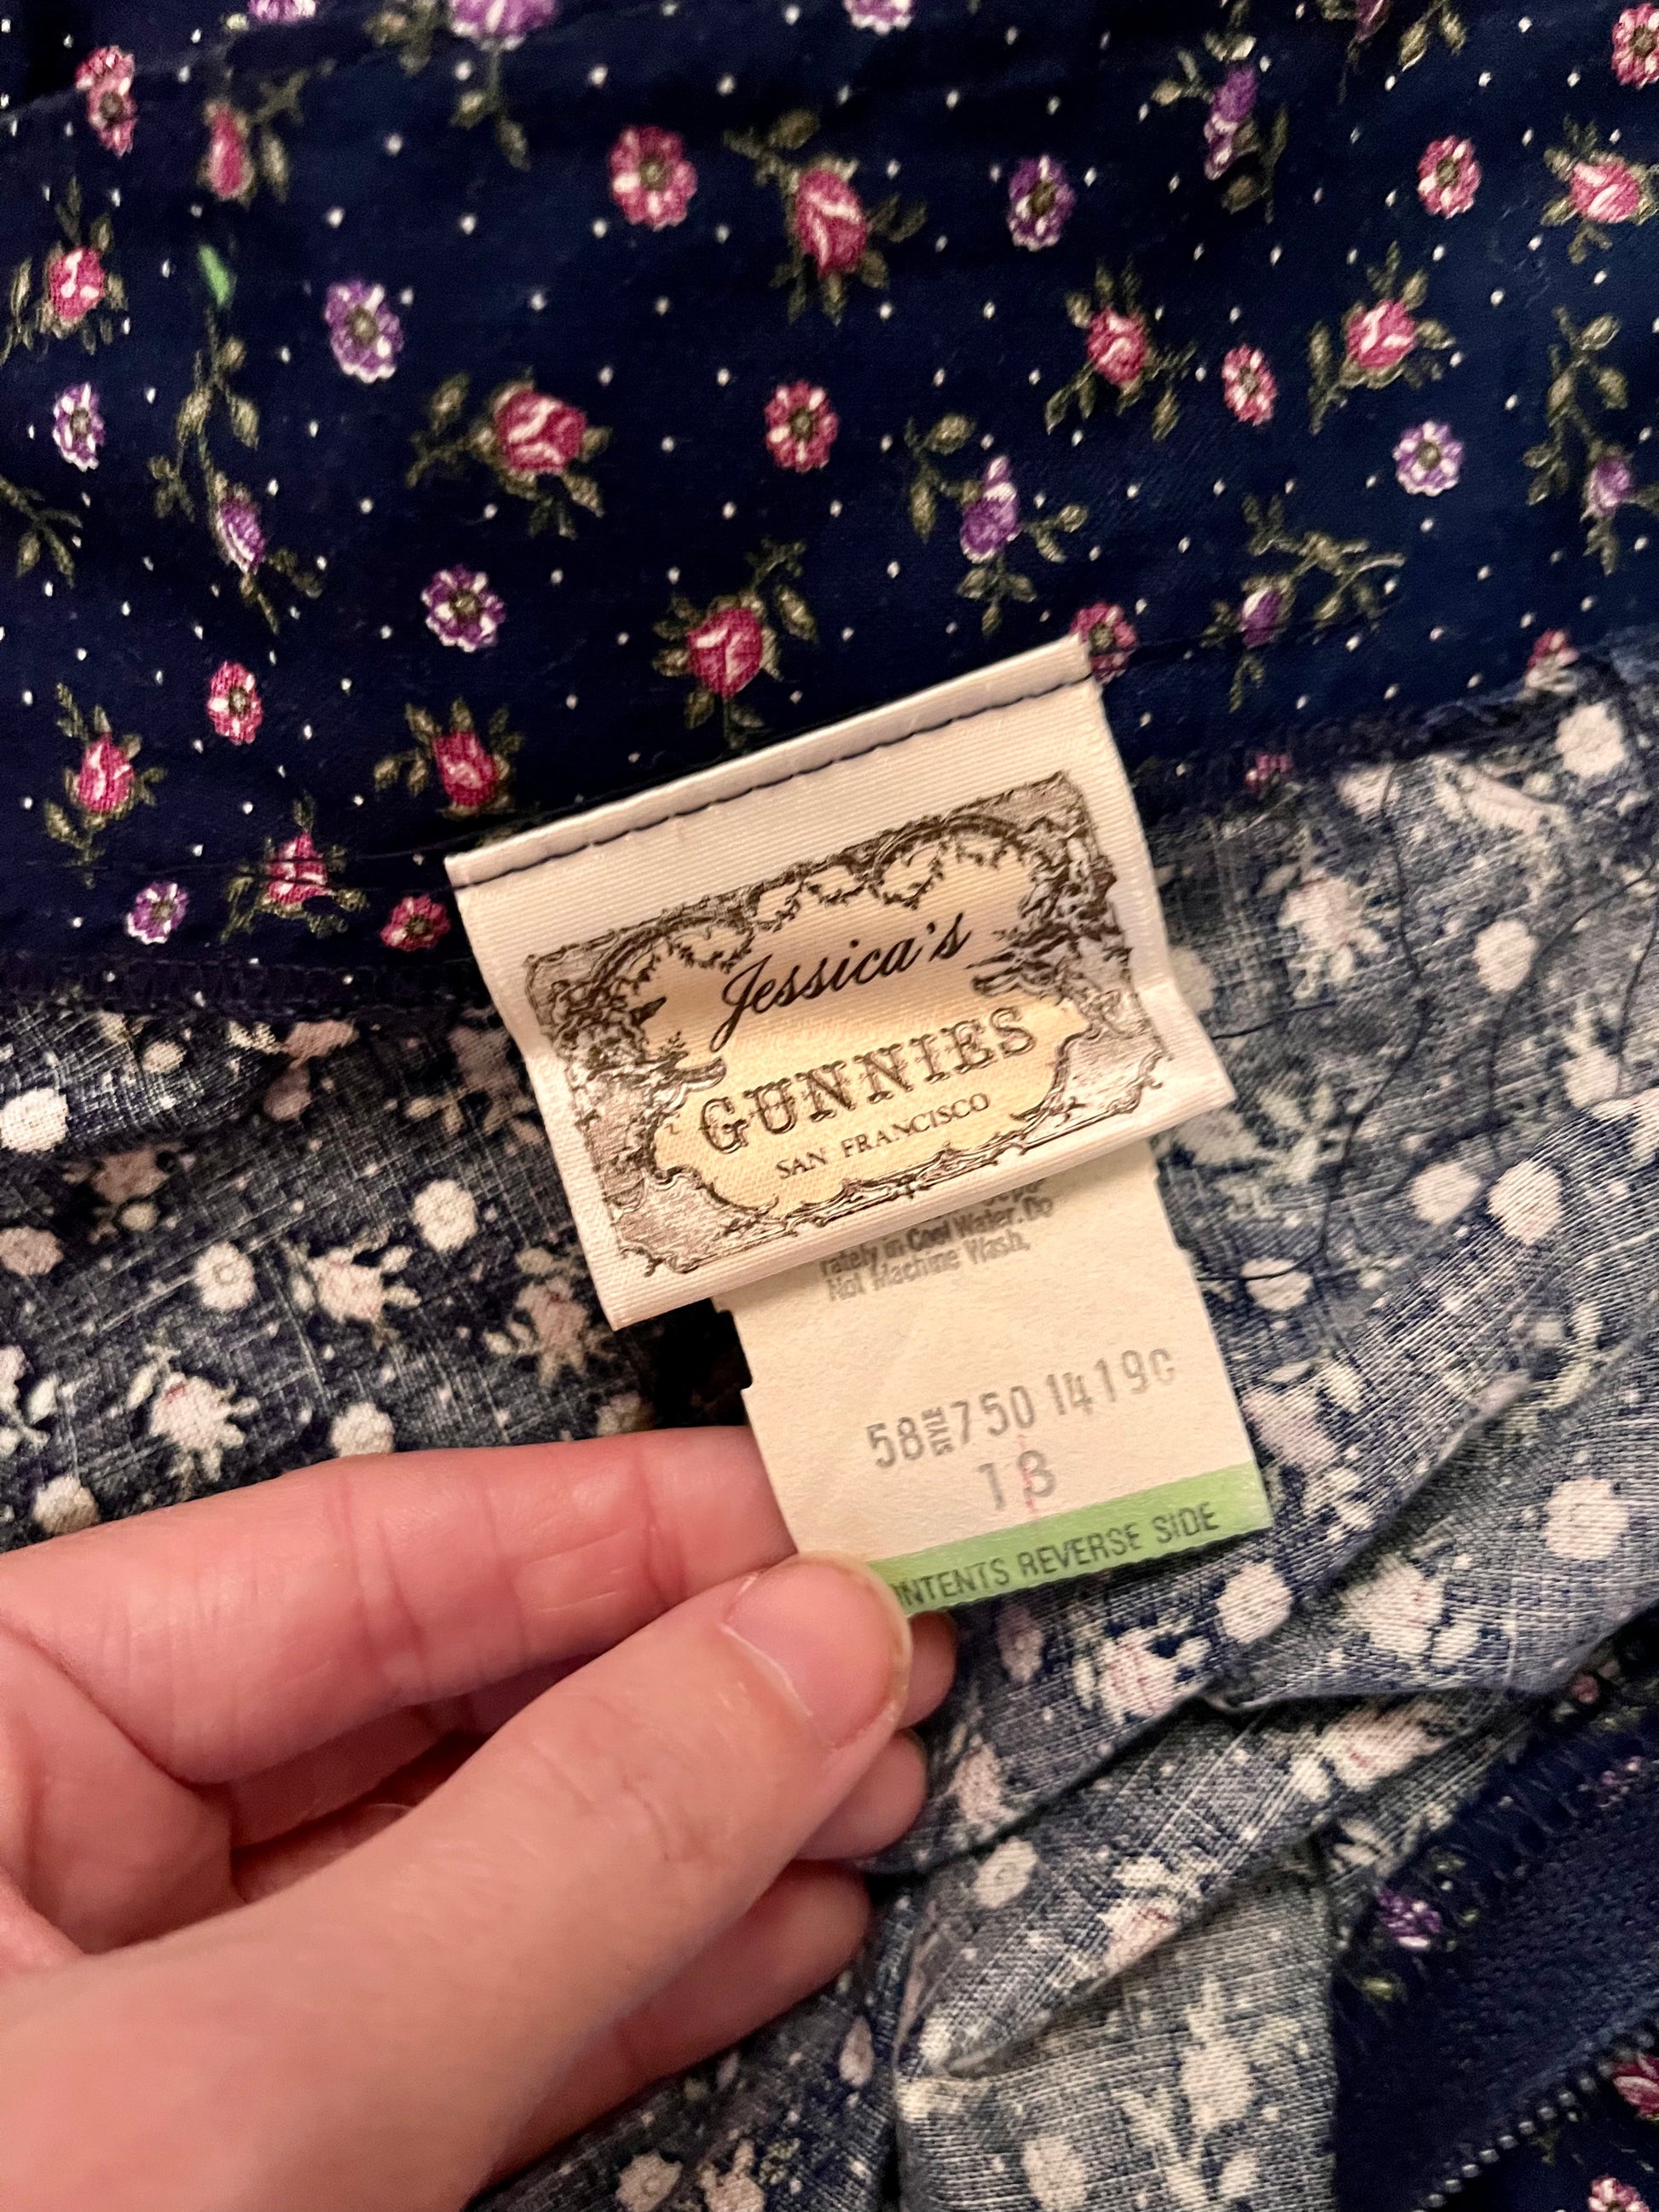 Jessica's
GUNNIES
SAN FRANCISCO
rately in Cool Water. Do
Not Machine Wash,
58 STYLE 750 1419C
13
ONTENTS REVERSE SIDE